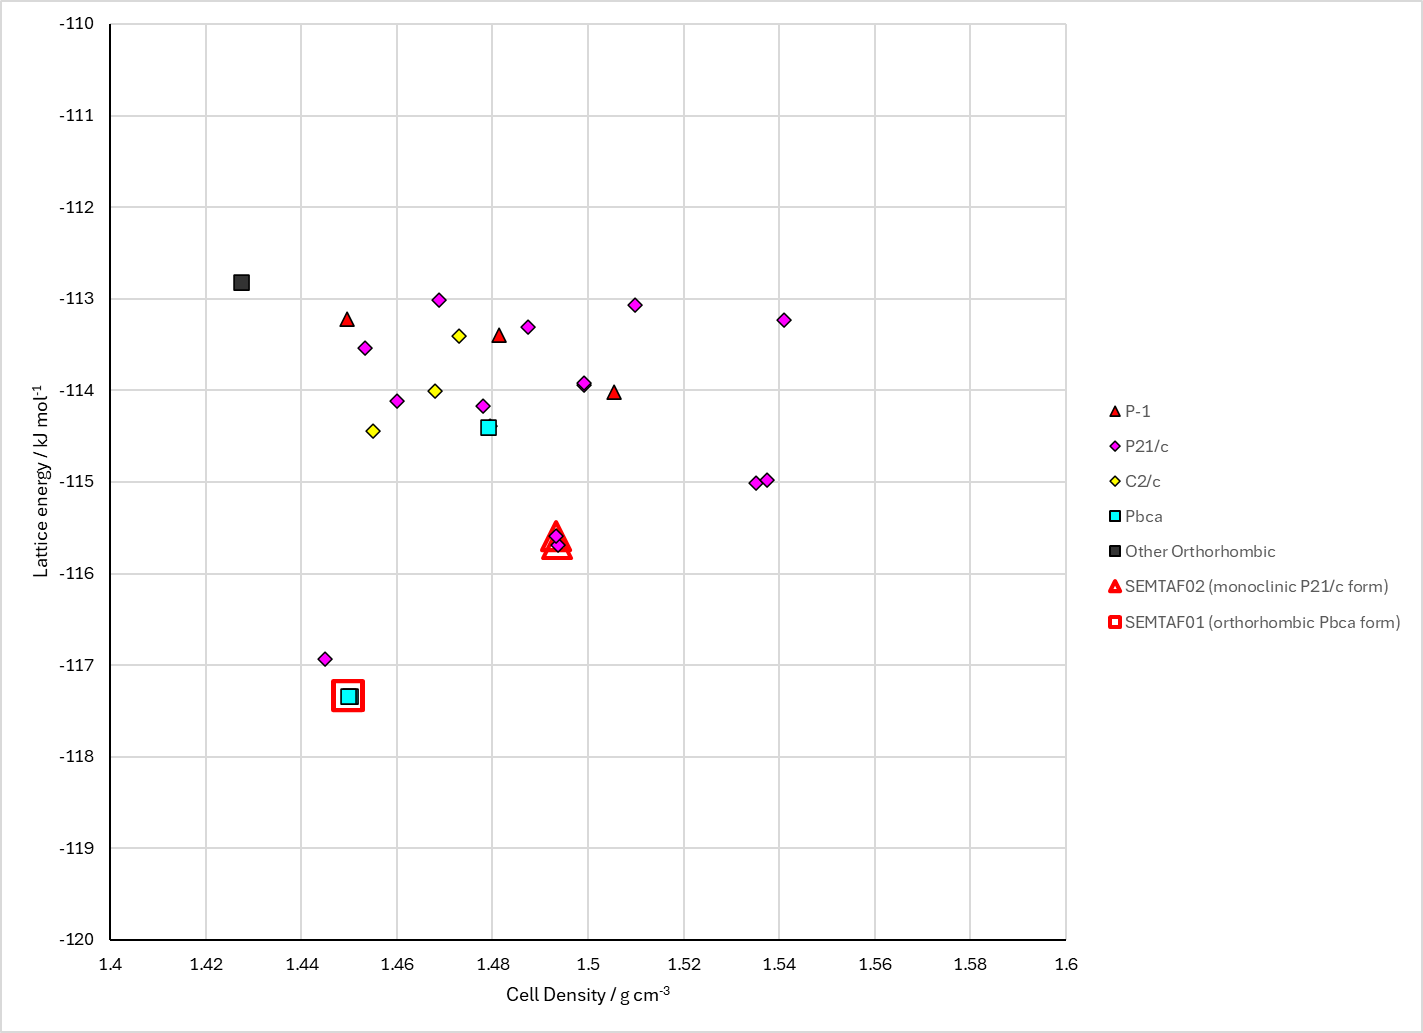 -110
-111
-112
-113
-114
-115
-116
-117
-118
-119
-120
Lattice energy / kJ mol-1
1.4 1.42 1.44 1.46 1.48 1.5 1.52 1.54 1.56 1.58 1.6
Cell Density / g cm-3
P-1
P21/c
C2/c
Pbca
Other Orthorhombic
SEMTAF02 (monoclinic P21/c form)
SEMTAF01 (orthorhombic Pbca form)